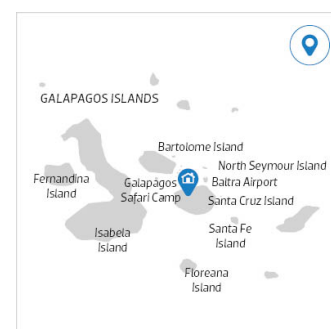 GALAPAGOS ISLANDS
Bartolome Island
North Seymour Island
Fernandina
Island
Galapagos
Safari Camp
Baltra Airport
Santa Cruz Island
Isabela
Island
Santa Fe
Island
Floreana
Island